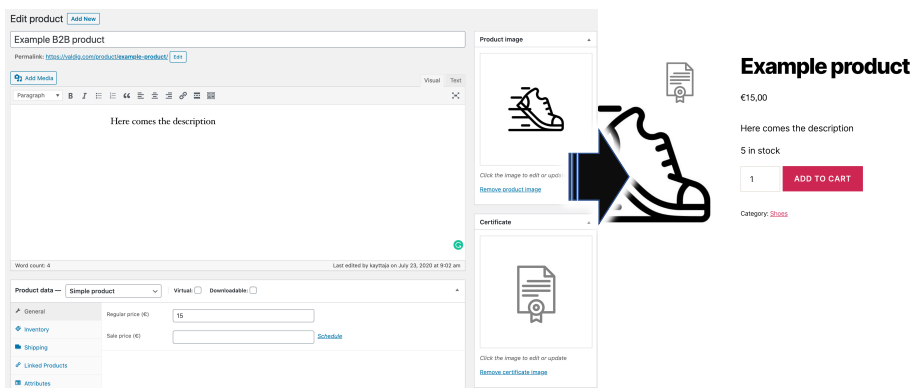 Edit product Add New
Example B2B product
Permalink: https://valdig.com/product/example-product/ Edit
Add Media
Visual Text
Paragraph B I
Here comes the description
Word count: 4 Last edited by kayttaja on July 23, 2020 at 9:02 am
Product data — Simple product Virtual: Downloadable:
General
Inventory
Shipping
Linked Products
Attributes
Regular price (€) 15
Sale price (€) Schedule
Product image
Click the image to edit or upda
Remove product image
Certificate
Click the image to edit or update
Remove certificate image
Example product
€15,00
Here comes the description
5 in stock
1 ADD TO CART
Category: Shoes